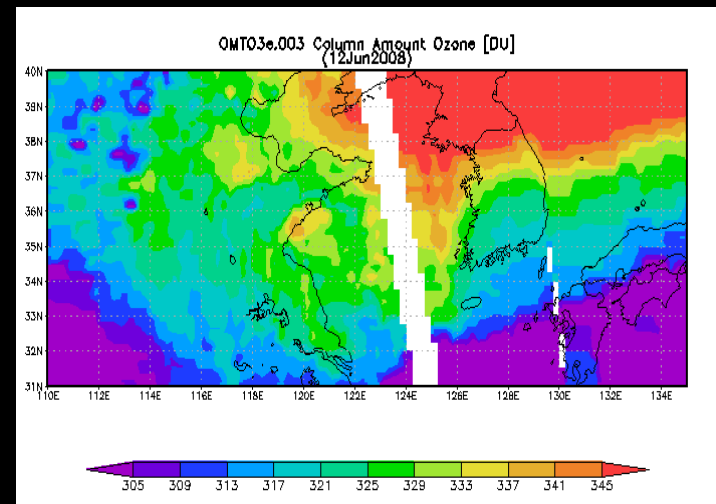 OMTO3e.003 Column Amount Ozone [DU]
(12Jun2008)
40N
39N
38N
37N
36N
35N
34N
33N
32N
31N
110E 112E 114E 116E 118E 120E 122E 124E 126E 128E 130E 132E 134E
305 309 313 317 321 325 329 333 337 341 345